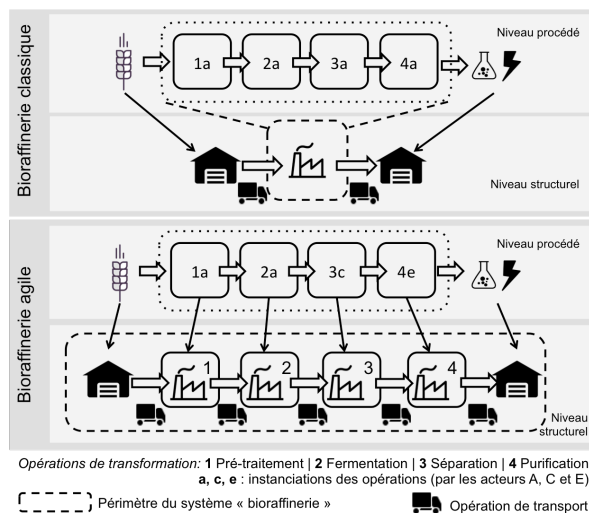 Bioraffinerie classique
Niveau procédé
1a
2a
3a
4a
Niveau structurel
Bioraffinerie agile
Niveau procédé
1a
2a
3c
4e
1
2
3
4
Niveau
structurel
Opérations de transformation: 1 Pré-traitement | 2 Fermentation | 3 Séparation | 4 Purification
a, c, e : instanciations des opérations (par les acteurs A, C et E)
Périmètre du système « bioraffinerie »
Opération de transport